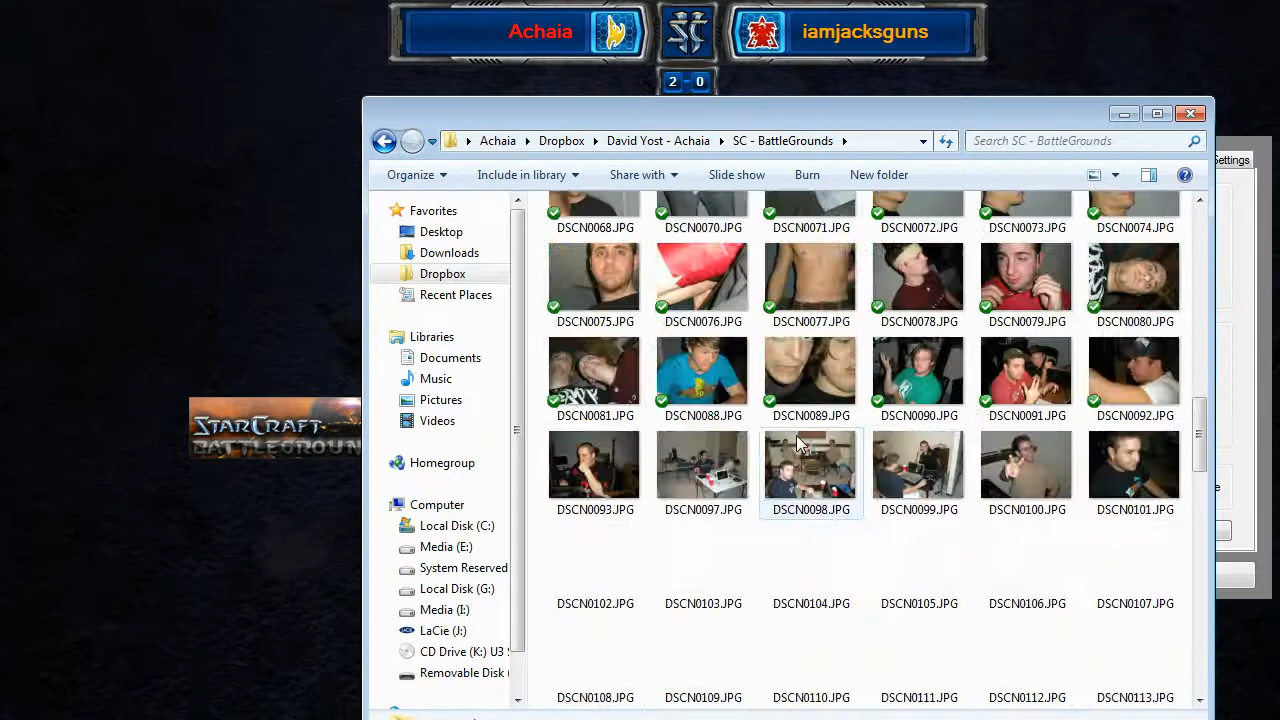 Achaia
iamjacksguns
2 - 0
Achaia
Dropbox
David Yost - Achaia
SC - BattleGrounds
Search SC - BattleGrounds
Settings
Organize
Include in library
Share with
Slide show
Burn
New folder
Favorites
Desktop
Downloads
Dropbox
Recent Places
Libraries
Documents
Music
Pictures
Videos
Homegroup
Computer
Local Disk (C:)
Media (E:)
System Reserved
Local Disk (G:)
Media (I:)
LaCie (J:)
CD Drive (K:) U3
Removable Disk (
DSCN0068.JPG DSCN0070.JPG DSCN0071.JPG DSCN0072.JPG DSCN0073.JPG DSCN0074.JPG
DSCN0075.JPG DSCN0076.JPG DSCN0077.JPG DSCN0078.JPG DSCN0079.JPG DSCN0080.JPG
DSCN0081.JPG DSCN0088.JPG DSCN0089.JPG DSCN0090.JPG DSCN0091.JPG DSCN0092.JPG
DSCN0093.JPG DSCN0097.JPG DSCN0098.JPG DSCN0099.JPG DSCN0100.JPG DSCN0101.JPG
DSCN0102.JPG DSCN0103.JPG DSCN0104.JPG DSCN0105.JPG DSCN0106.JPG DSCN0107.JPG
DSCN0108.JPG DSCN0109.JPG DSCN0110.JPG DSCN0111.JPG DSCN0112.JPG DSCN0113.JPG
STARCRAFT
BATTLEGROUN